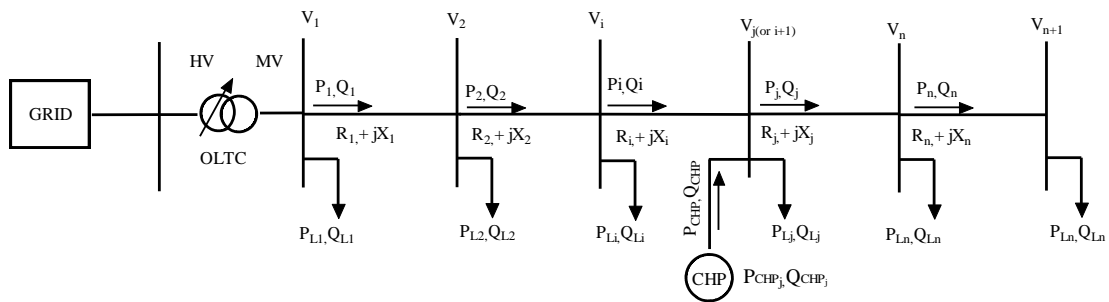 V1 V2 Vi Vj(or i+1) Vn Vn+1
HV MV
P1,Q1 P2,Q2 Pi,Qi Pj,Qj Pn,Qn
GRID
R1,+ jX1 R2,+ jX2 Ri,+ jXi Rj,+ jXj Rn,+ jXn
OLTC
PCHP,QCHP
PL1,QL1 PL2,QL2 PLi,QLi PLj,QLj PLn,QLn PLn,QLn
CHP PCHPj,QCHPj